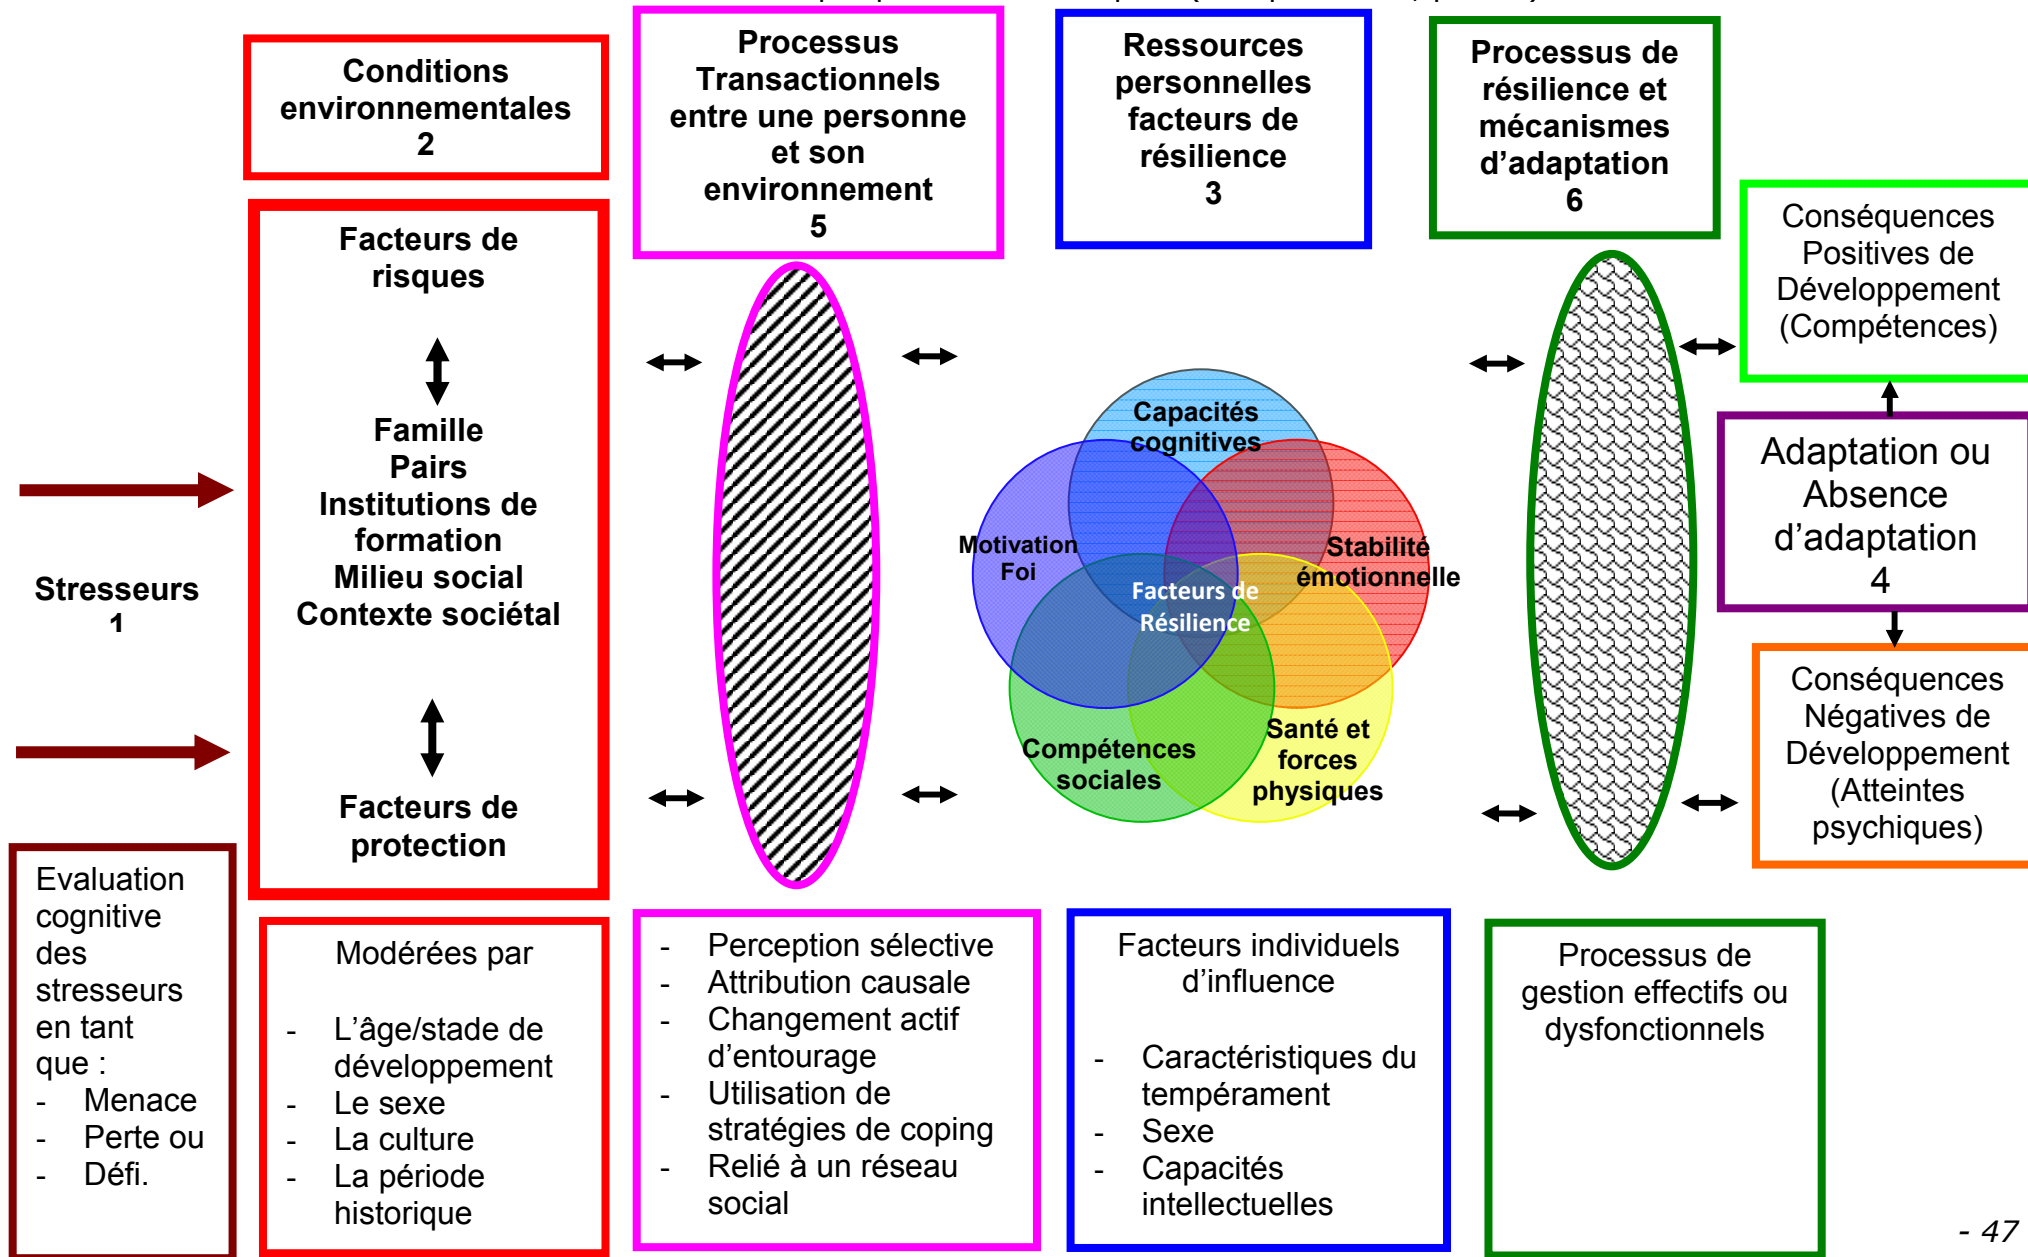 Conditions
environnementales
2
Processus
Transactionnels
entre une personne
et son
environnement
5
Ressources
personnelles
facteurs de
résilience
3
Processus de
résilience et
mécanismes
d’adaptation
6
Stresseurs
1
Facteurs de
risques
Famille
Pairs
Institutions de
formation
Milieu social
Contexte sociétal
Facteurs de
protection
Capacités
cognitives
Motivation
Foi
Stabilité
émotionnelle
Facteurs de
Résilience
Compétences
sociales
Santé et
forces
physiques
Conséquences
Positives de
Développement
(Compétences)
Adaptation ou
Absence
d’adaptation
4
Conséquences
Négatives de
Développement
(Atteintes
psychiques)
Evaluation
cognitive
des
stresseurs
en tant
que :
- Menace
- Perte ou
- Défi.
Modérées par
- L’âge/stade de
développement
- Le sexe
- La culture
- La période
historique
- Perception sélective
- Attribution causale
- Changement actif
d’entourage
- Utilisation de
stratégies de coping
- Relié à un réseau
social
Facteurs individuels
d’influence
- Caractéristiques du
tempérament
- Sexe
- Capacités
intellectuelles
Processus de
gestion effectifs ou
dysfonctionnels
- 47